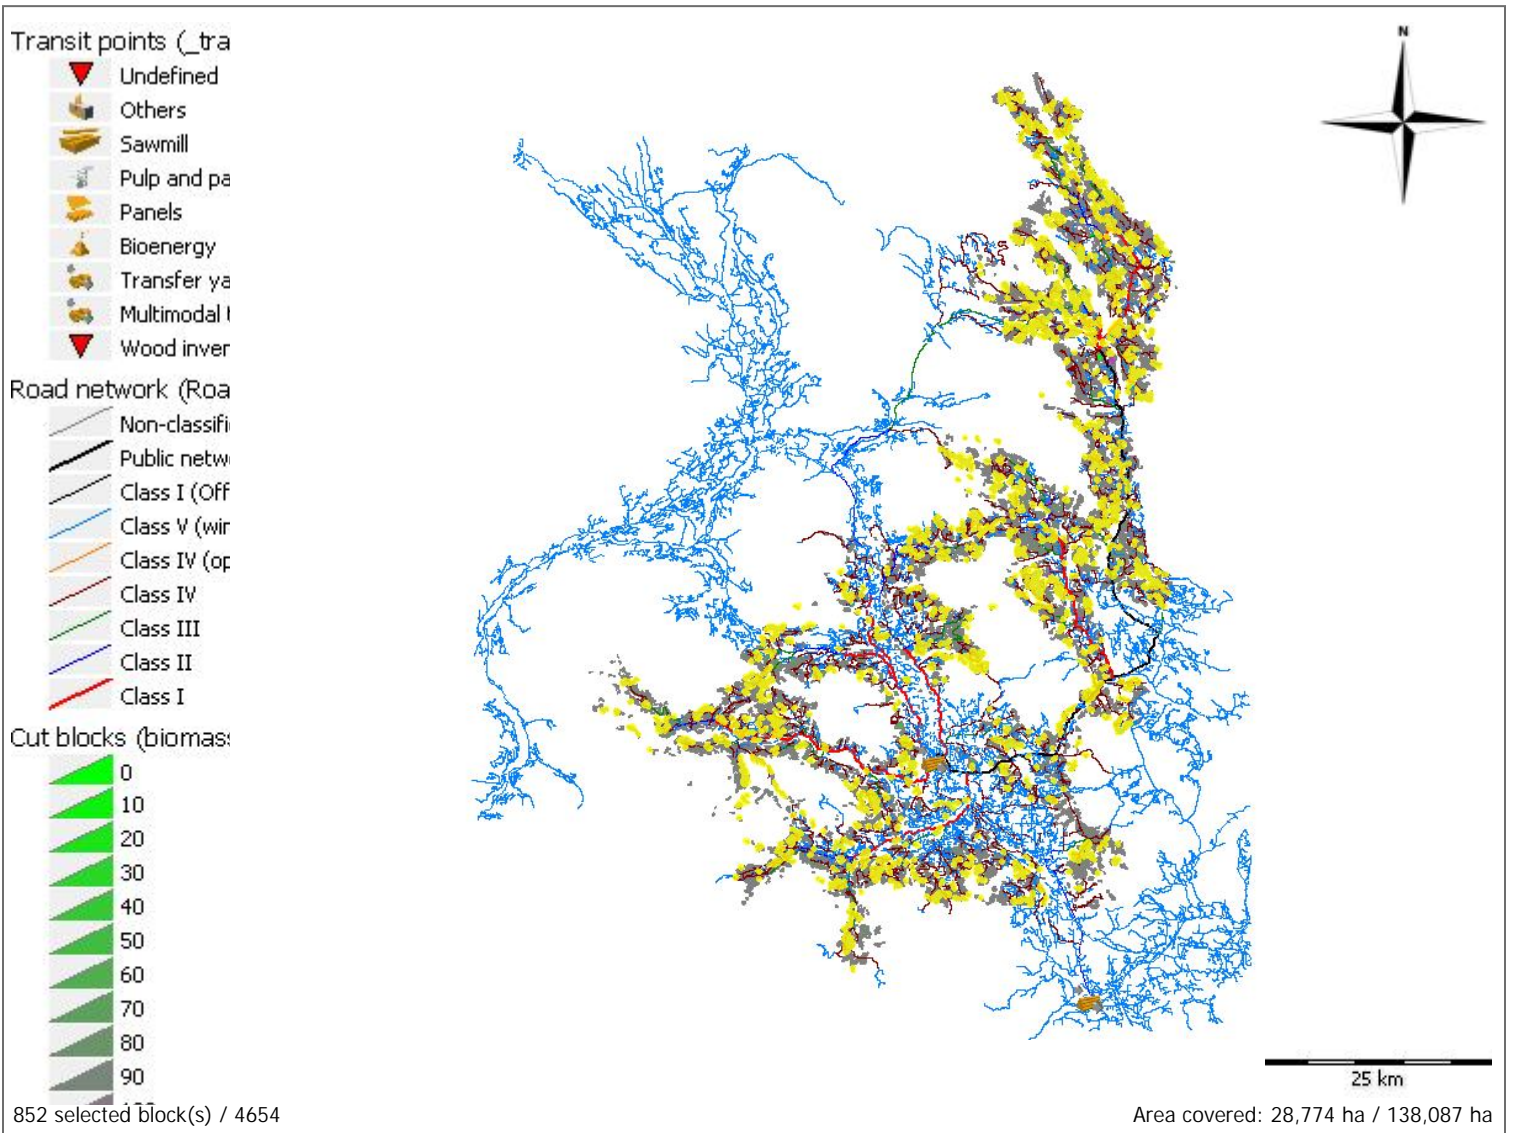 Transit points (_tra
Undefined
Others
Sawmill
Pulp and pa
Panels
Bioenergy
Transfer ya
Multimodal t
Wood inver
Road network (Roa
Non-classifi
Public netw
Class I (Off
Class V (wir
Class IV (op
Class IV
Class III
Class II
Class I
Cut blocks (biomas
0
10
20
30
40
50
60
70
80
90
N
25 km
852 selected block(s) / 4654
Area covered: 28,774 ha / 138,087 ha